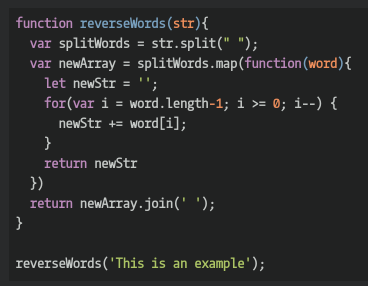 function reverseWords(str){
  var splitWords = str.split(" ");
  var newArray = splitWords.map(function(word){
    let newStr = '';
    for(var i = word.length-1; i >= 0; i--) {
      newStr += word[i];
    }
    return newStr
  })
  return newArray.join(' ');
}

reverseWords('This is an example');